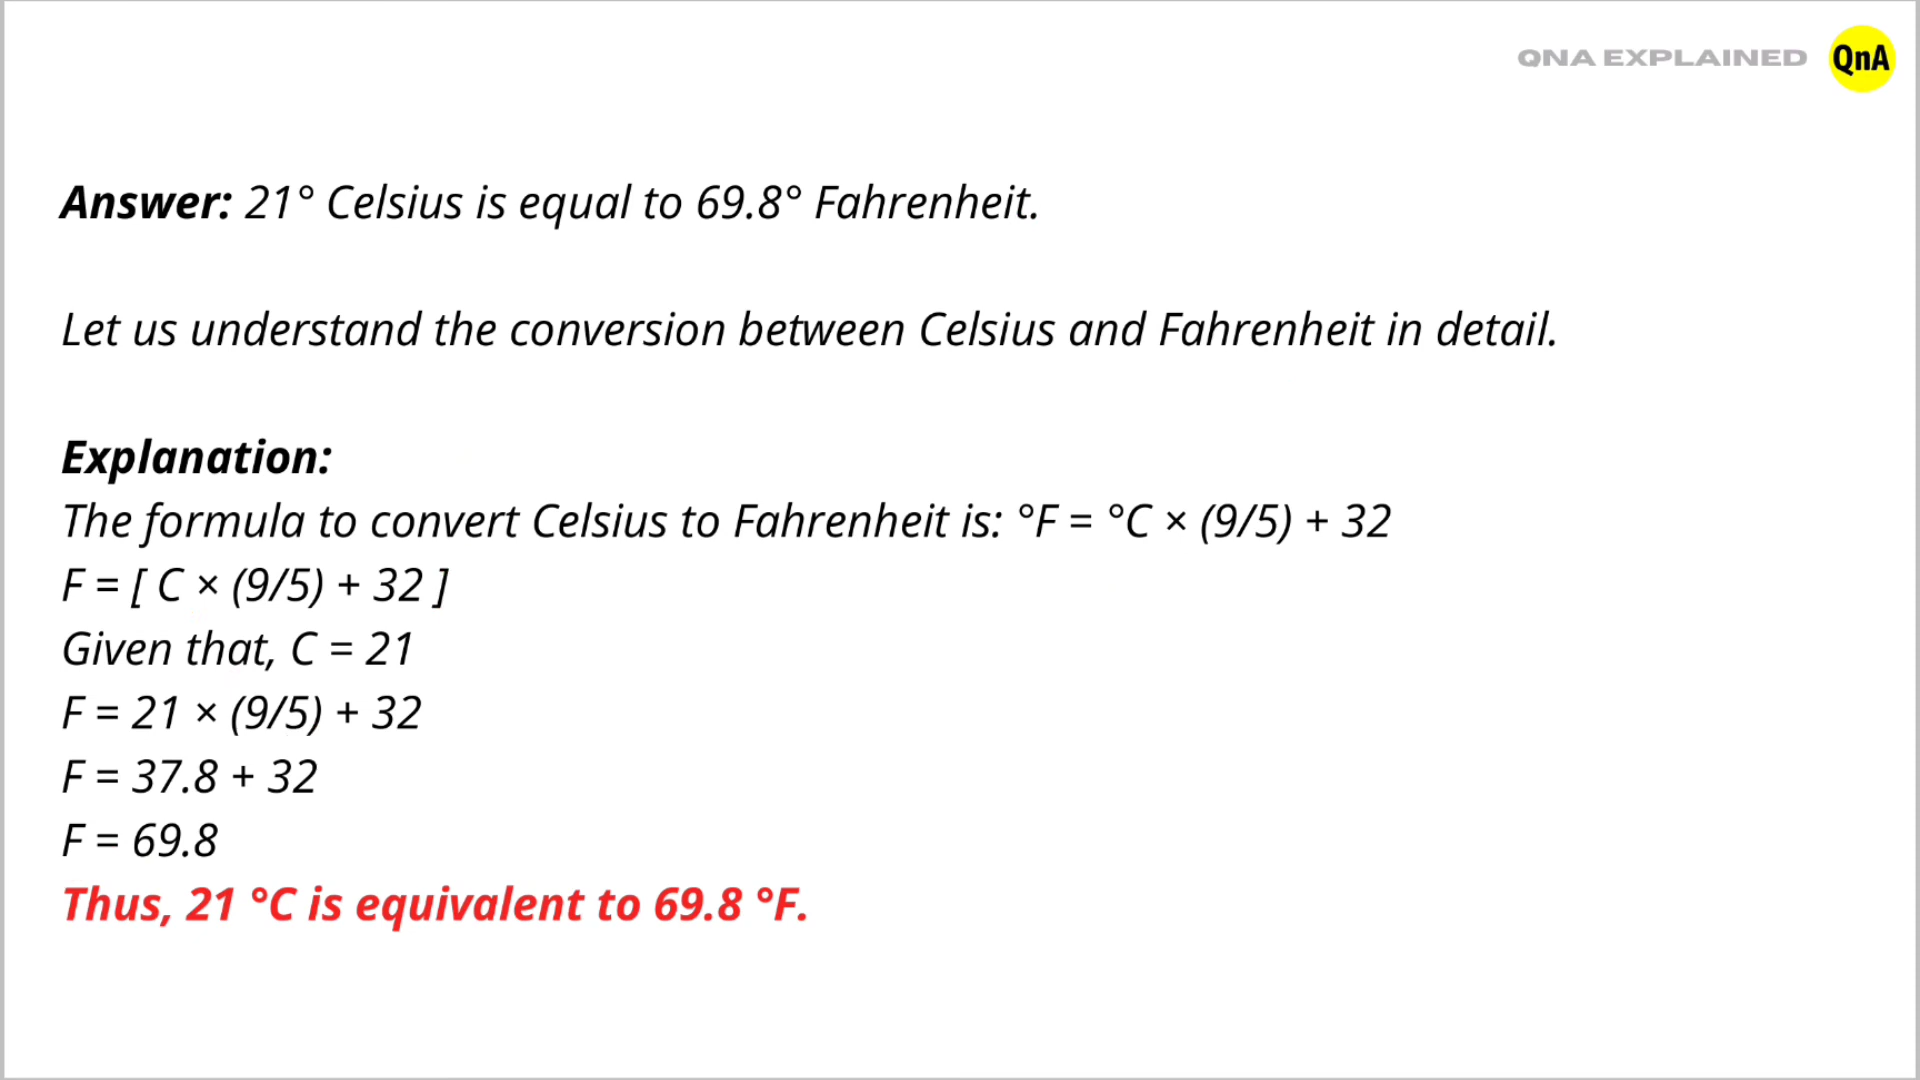 QNA EXPLAINED QnA
Answer: 21° Celsius is equal to 69.8° Fahrenheit.
Let us understand the conversion between Celsius and Fahrenheit in detail.
Explanation:
The formula to convert Celsius to Fahrenheit is: °F = °C × (9/5) + 32
F = [ C × (9/5) + 32 ]
Given that, C = 21
F = 21 × (9/5) + 32
F = 37.8 + 32
F = 69.8
Thus, 21 °C is equivalent to 69.8 °F.